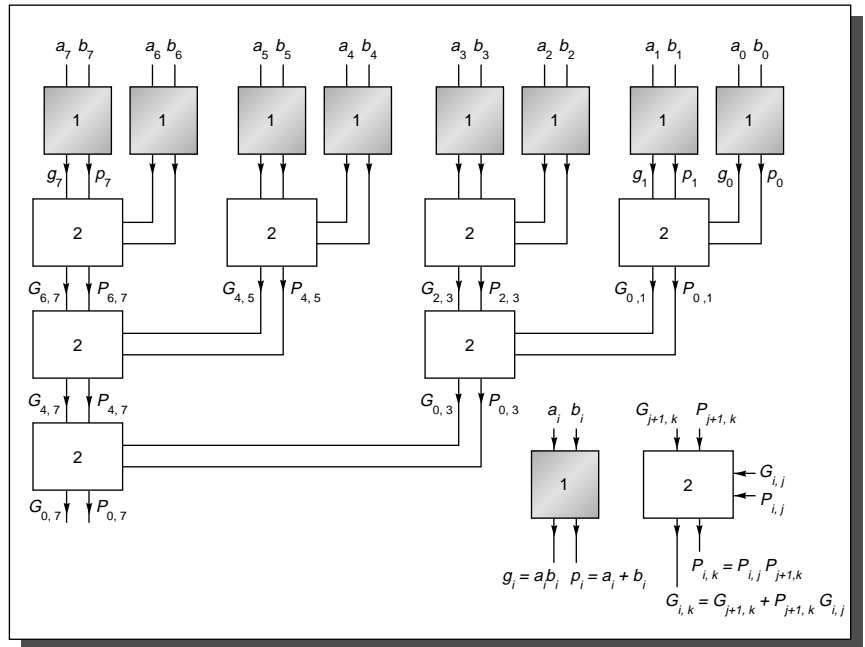 a7 b7 a6 b6 a5 b5 a4 b4 a3 b3 a2 b2 a1 b1 a0 b0
1 1 1 1 1 1 1 1
g7 p7 g1 p1 g0 p0
2 2 2 2
G6, 7 P6, 7 G4, 5 P4, 5 G2, 3 P2, 3 G0 ,1 P0 ,1
2 2
G4, 7 P4, 7 G0, 3 P0, 3
2
G0, 7 P0, 7
ai bi
1
gi = aibi pi = ai + bi
Gj+1, k Pj+1, k
2
Gi, j
Pi, j
Pi, k = Pi, j Pj+1,k
Gi, k = Gj+1, k + Pj+1, k Gi, j